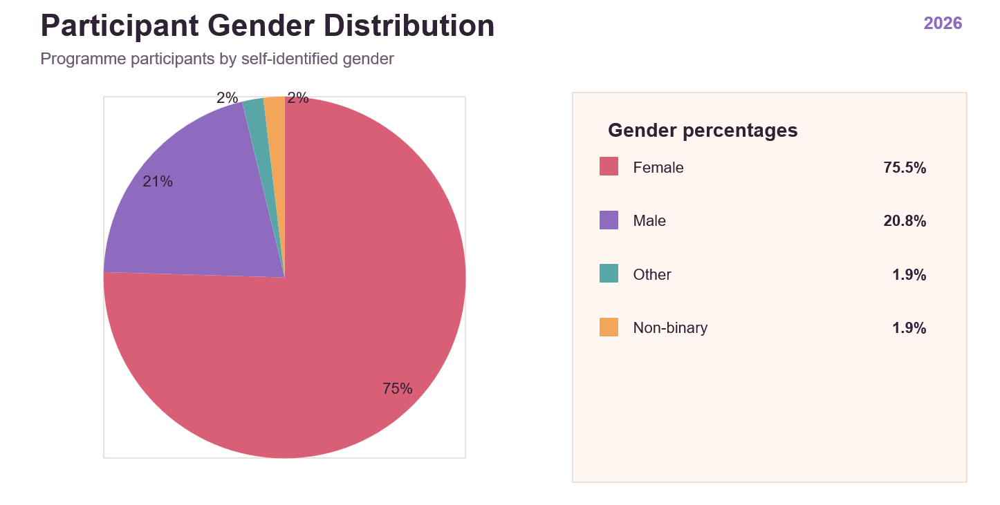 Participant Gender Distribution
2026
Programme participants by self-identified gender
2%
2%
21%
75%
Gender percentages
Female 75.5%
Male 20.8%
Other 1.9%
Non-binary 1.9%